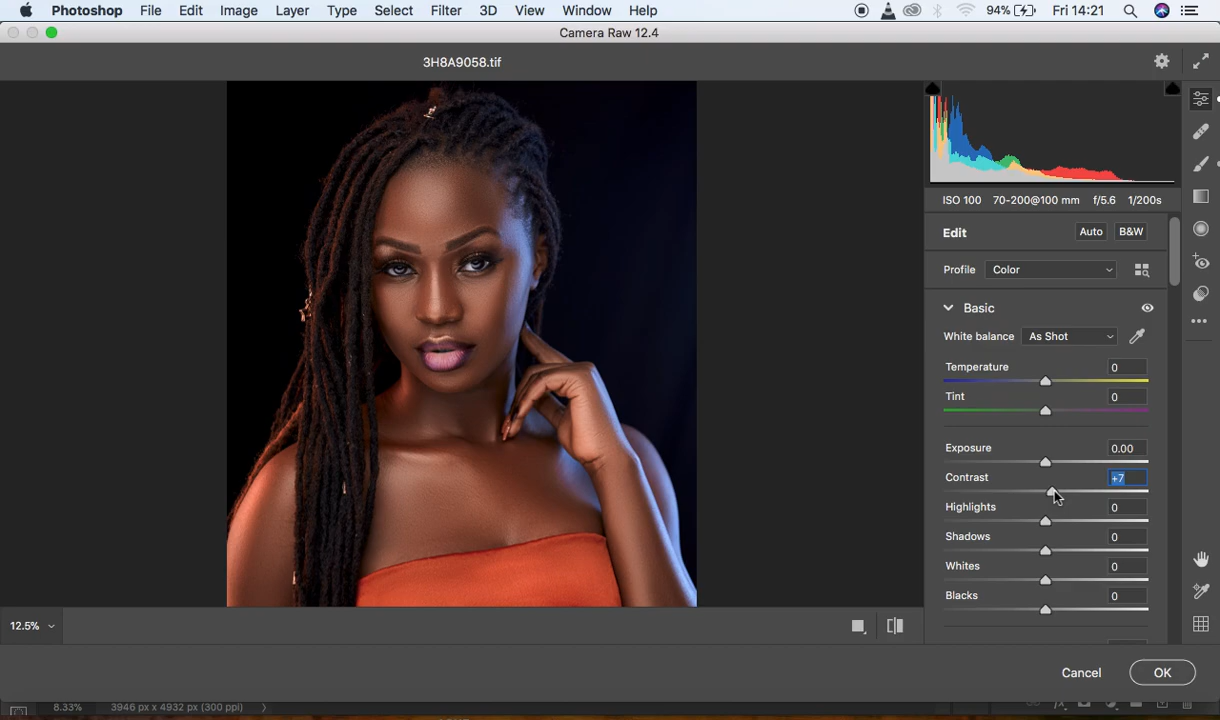 Photoshop File Edit Image Layer Type Select Filter 3D View Window Help 94% Fri 14:21
Camera Raw 12.4
3H8A9058.tif
ISO 100 70-200@100 mm f/5.6 1/200s
Edit Auto B&W
Profile Color
Basic
White balance As Shot
Temperature 0
Tint 0
Exposure 0.00
Contrast +7
Highlights 0
Shadows 0
Whites 0
Blacks 0
12.5%
Cancel OK
8.33% 3946 px x 4932 px (300 ppi)